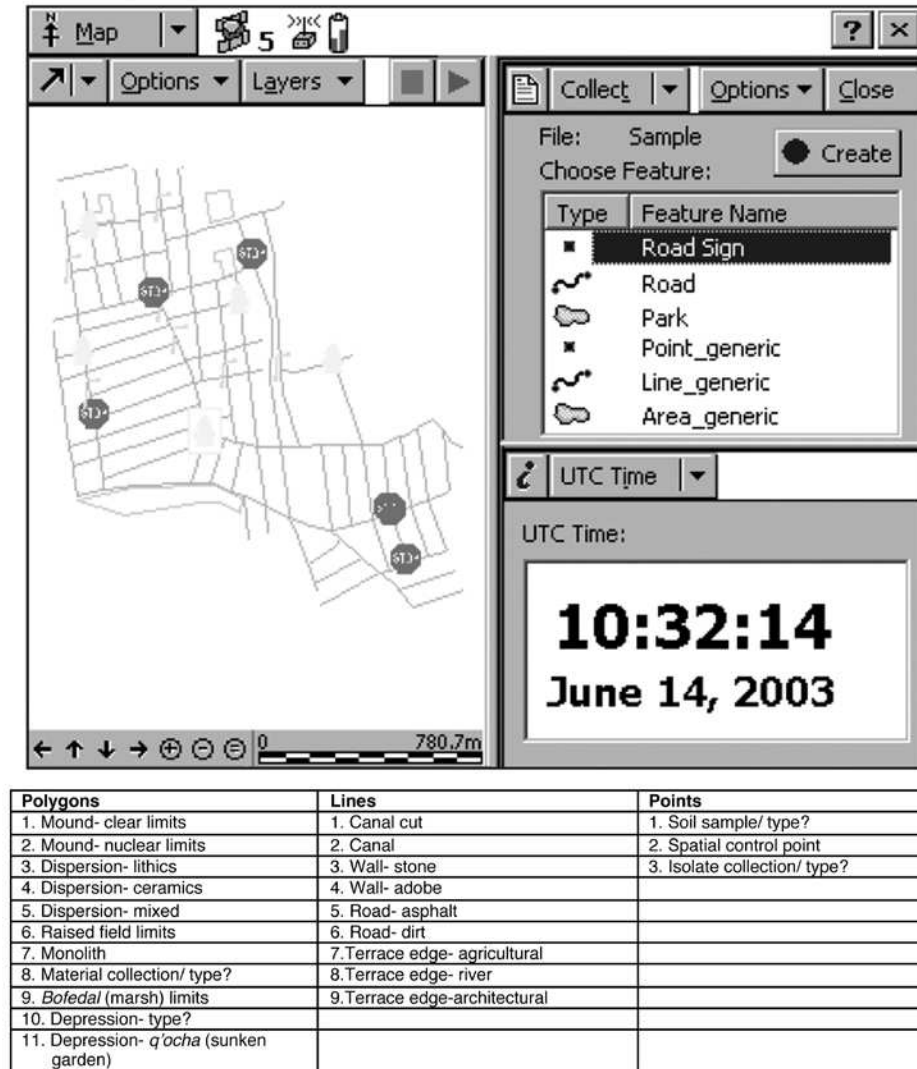 N
Map 5 ? ×
Options Layers
Collect Options Close
File: Sample
Create
Choose Feature:
Type Feature Name
Road Sign
Road
Park
Point_generic
Line_generic
Area_generic
UTC Time
UTC Time:
10:32:14
June 14, 2003
0 780.7m
STOP
STOP
STOP
STOP
Polygons Lines Points
1. Mound- clear limits 1. Canal cut 1. Soil sample/ type?
2. Mound- nuclear limits 2. Canal 2. Spatial control point
3. Dispersion- lithics 3. Wall- stone 3. Isolate collection/ type?
4. Dispersion- ceramics 4. Wall- adobe
5. Dispersion- mixed 5. Road- asphalt
6. Raised field limits 6. Road- dirt
7. Monolith 7.Terrace edge- agricultural
8. Material collection/ type? 8.Terrace edge- river
9. Bofedal (marsh) limits 9.Terrace edge-architectural
10. Depression- type?
11. Depression- q'ocha (sunken
garden)